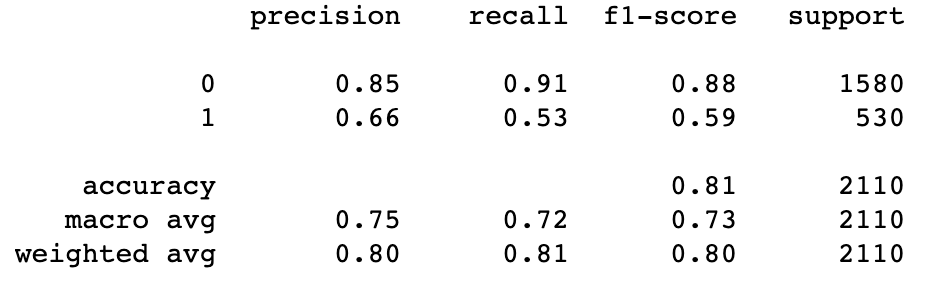 precision recall f1-score support
0 0.85 0.91 0.88 1580
1 0.66 0.53 0.59 530
accuracy 0.81 2110
macro avg 0.75 0.72 0.73 2110
weighted avg 0.80 0.81 0.80 2110